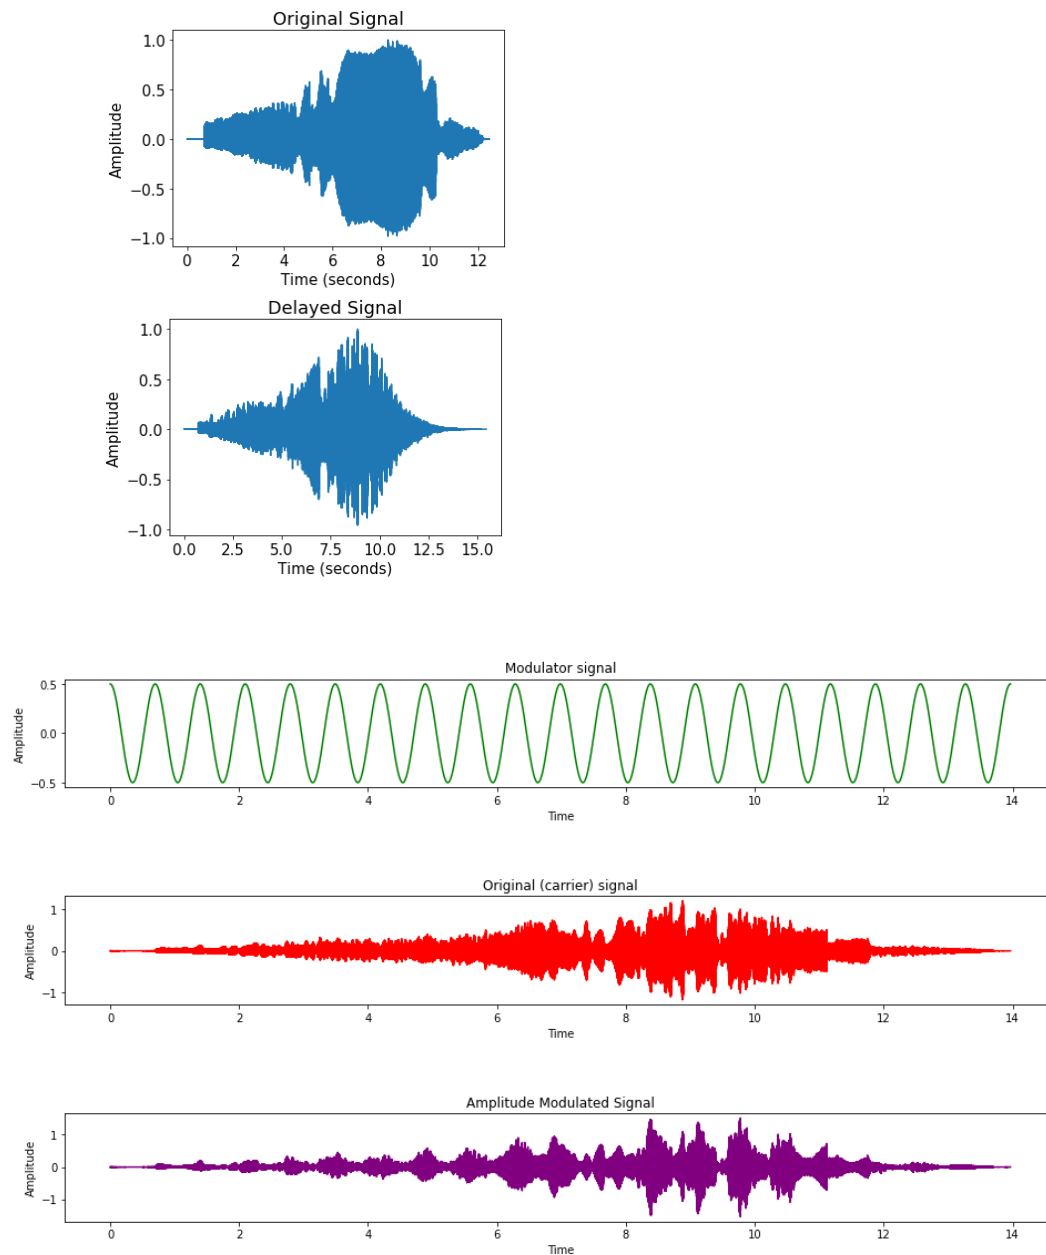 Original Signal
1.0
0.5
0.0
−0.5
−1.0
Amplitude
0 2 4 6 8 10 12
Time (seconds)
Delayed Signal
1.0
0.5
0.0
−0.5
−1.0
Amplitude
0.0 2.5 5.0 7.5 10.0 12.5 15.0
Time (seconds)
Modulator signal
0.5
0.0
−0.5
Amplitude
0 2 4 6 8 10 12 14
Time
Original (carrier) signal
1
0
−1
Amplitude
0 2 4 6 8 10 12 14
Time
Amplitude Modulated Signal
1
0
−1
Amplitude
0 2 4 6 8 10 12 14
Time